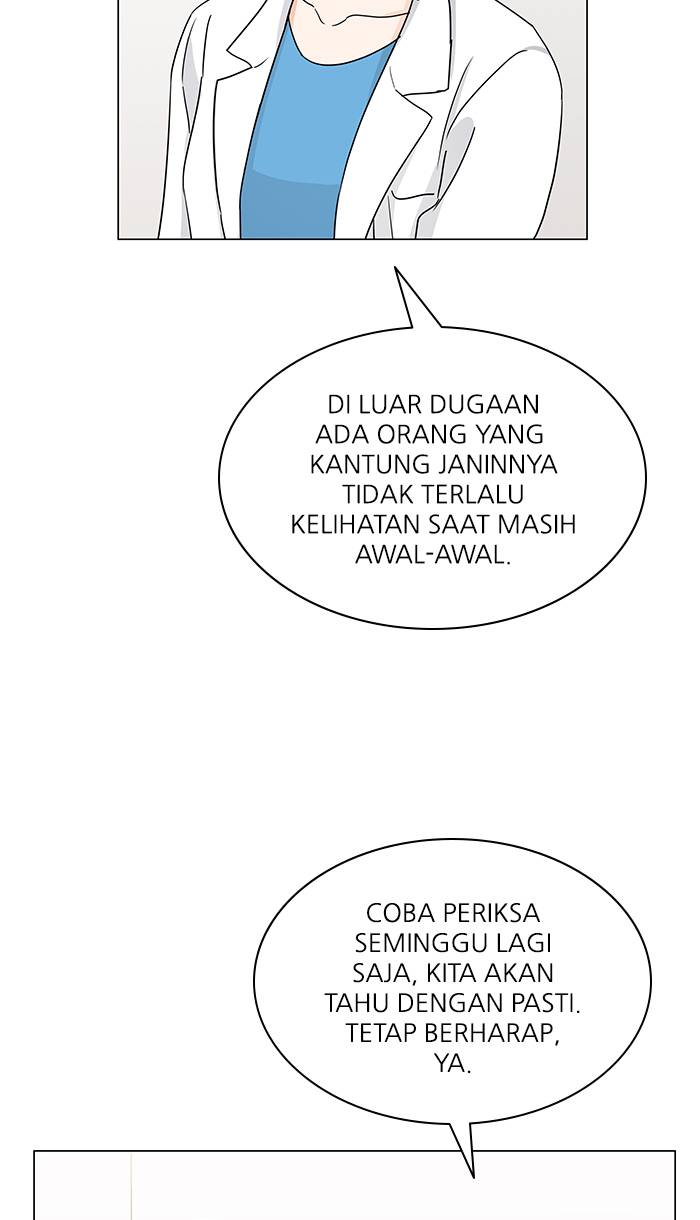 DI LUAR DUGAAN
ADA ORANG YANG
KANTUNG JANINNYA
TIDAK TERLALU
KELIHATAN SAAT MASIH
AWAL-AWAL.
COBA PERIKSA
SEMINGGU LAGI
SAJA, KITA AKAN
TAHU DENGAN PASTI.
TETAP BERHARAP,
YA.